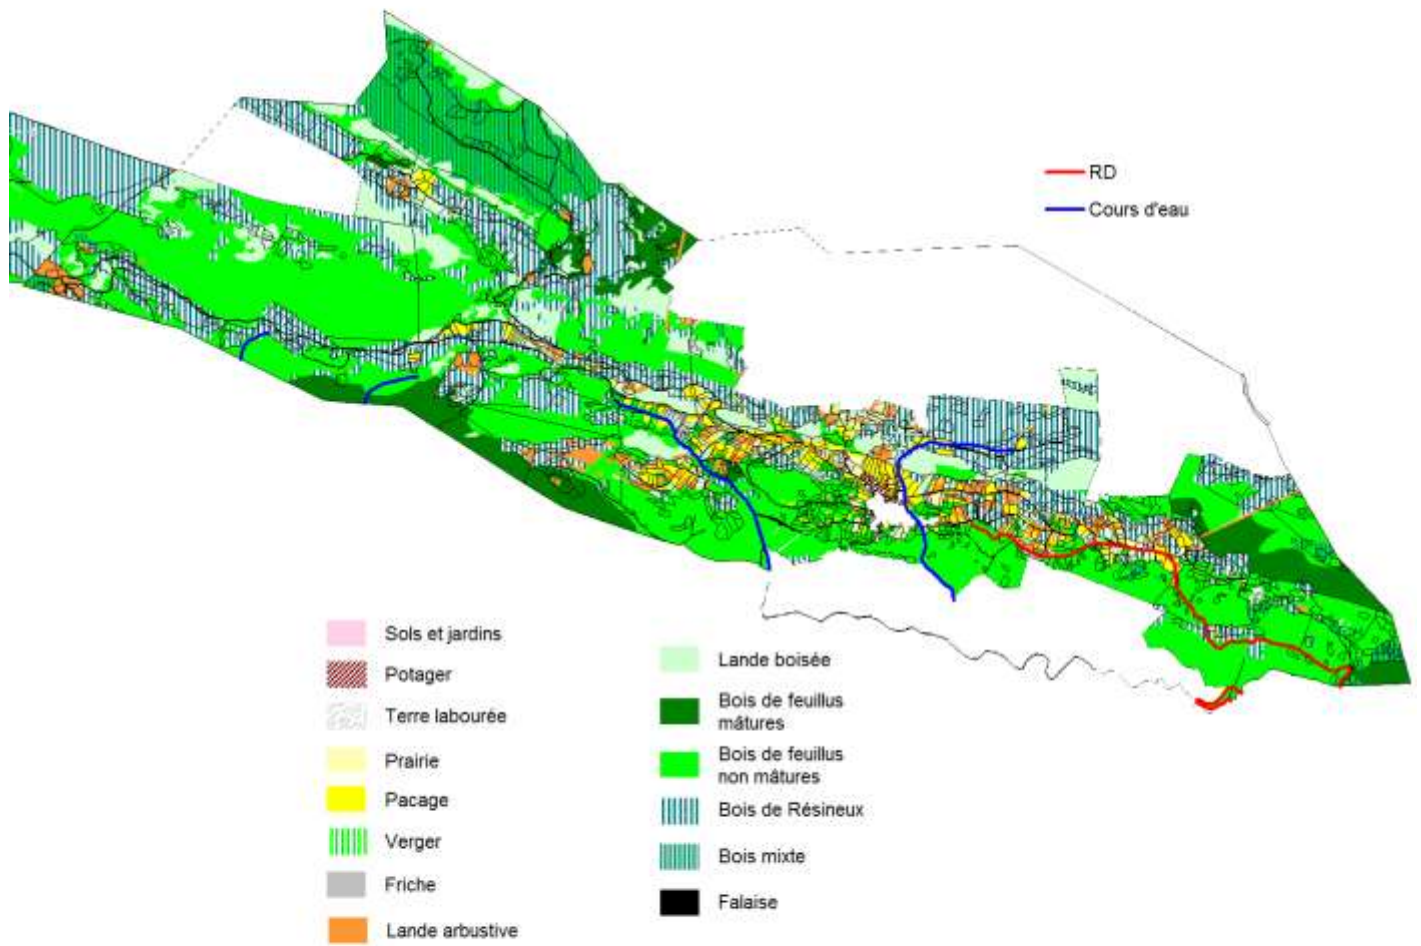 RD
Cours d'eau
Sols et jardins
Potager
Terre labourée
Prairie
Pacage
Verger
Friche
Lande arbustive
Lande boisée
Bois de feuillus
mâtures
Bois de feuillus
non mâtures
Bois de Résineux
Bois mixte
Falaise